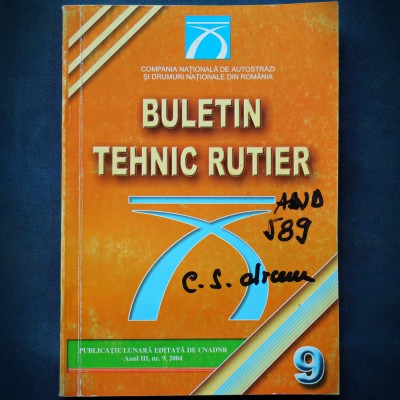 COMPANIA NAȚIONALĂ DE AUTOSTRĂZI
ȘI DRUMURI NAȚIONALE DIN ROMÂNIA
BULETIN
TEHNIC RUTIER
AND
589
C. S.
PUBLICAȚIE LUNARĂ EDITATĂ DE CNADNR
Anul III, nr. 9, 2004
9